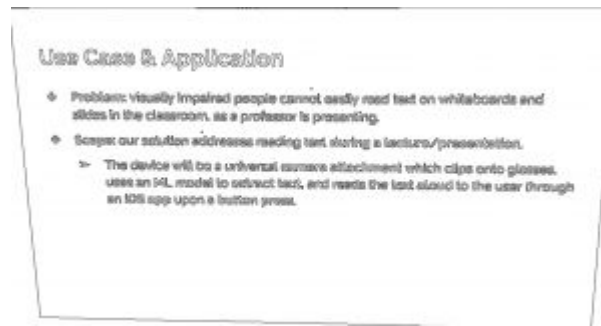 Use Case & Application
❖ Problem: visually impaired people cannot easily read text on whiteboards and
slides in the classroom, as a professor is presenting.
❖ Scope: our solution addresses reading text during a lecture/presentation.
➢ The device will be a universal camera attachment which clips onto glasses,
uses an ML model to extract text, and reads the text aloud to the user through
an iOS app upon a button press.